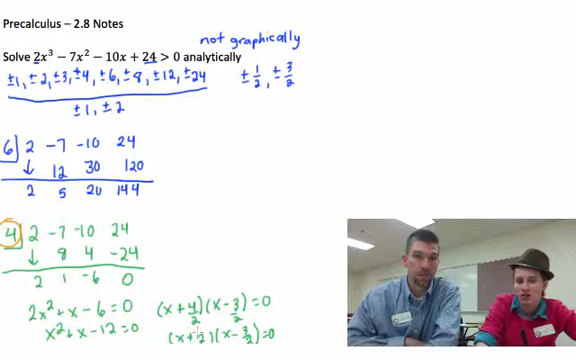 Precalculus – 2.8 Notes
not graphically
Solve 2x³ − 7x² − 10x + 24 > 0 analytically
±1, ±2, ±3, ±4, ±6, ±8, ±12, ±24
±1, ±2
±1/2, ±3/2
6 2 -7 -10 24
↓ 12 30 120
2 5 20 144
4 2 -7 -10 24
↓ 8 4 -24
2 1 -6 0
2x² + x - 6 = 0
x² + x - 12 = 0
(x + 4/2)(x - 3/2) = 0
(x + 2)(x - 3/2) = 0